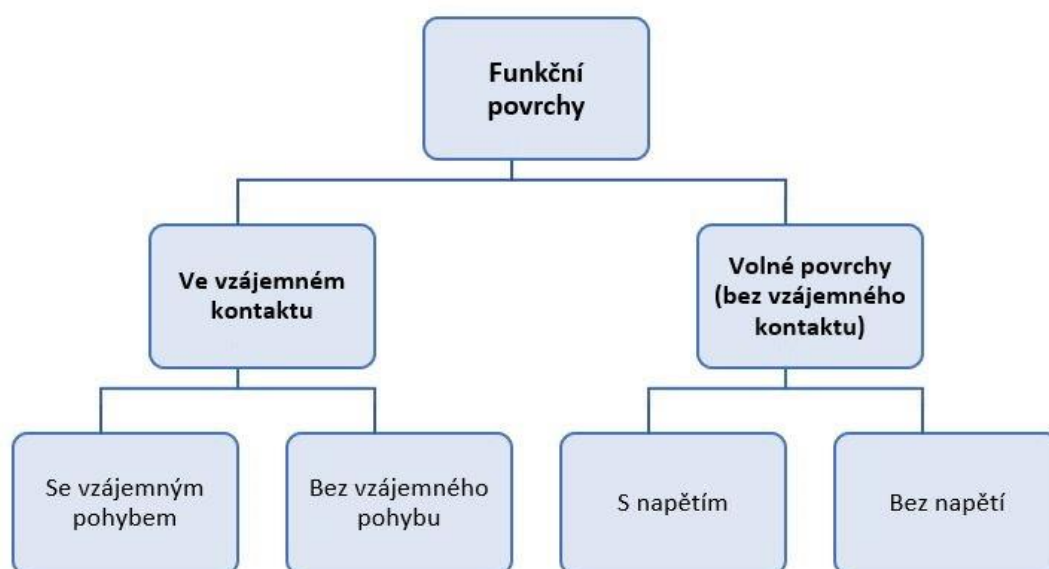 Funkční
povrchy
Ve vzájemném
kontaktu
Volné povrchy
(bez vzájemného
kontaktu)
Se vzájemným
pohybem
Bez vzájemného
pohybu
S napětím
Bez napětí